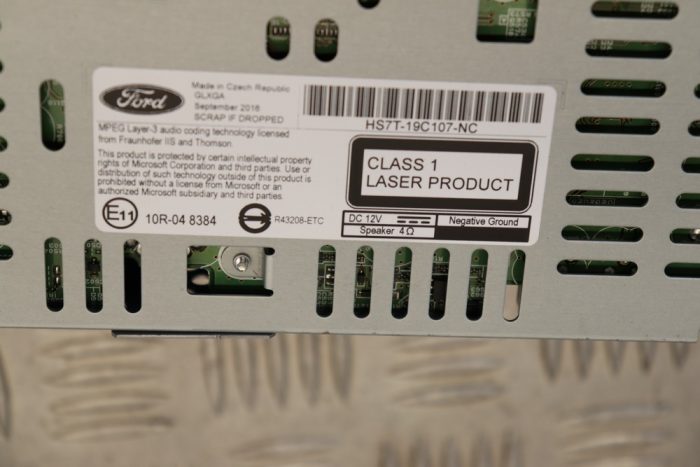 Ford
Made in Czech Republic
GLXGA
September 2016
SCRAP IF DROPPED
HS7T-19C107-NC
MPEG Layer-3 audio coding technology licensed
from Fraunhofer IIS and Thomson.
This product is protected by certain intellectual property
rights of Microsoft Corporation and third parties. Use or
distribution of such technology outside of this product is
prohibited without a license from Microsoft or an
authorized Microsoft subsidiary and third parties.
CLASS 1
LASER PRODUCT
E11 10R-04 8384
R43208-ETC
DC 12V
Negative Ground
Speaker 4 Ω